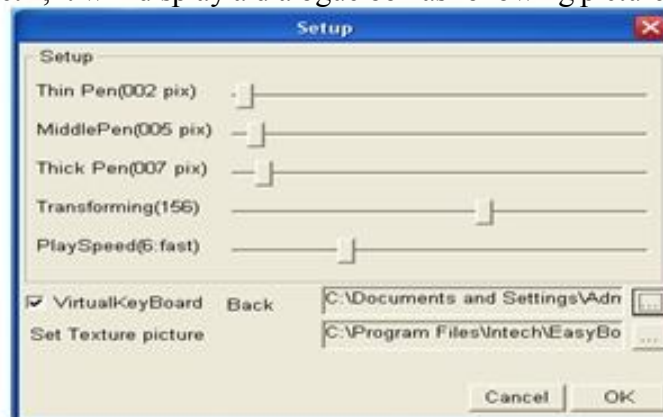 Setup
Setup
Thin Pen(002 pix)
MiddlePen(005 pix)
Thick Pen(007 pix)
Transforming(156)
PlaySpeed(6:fast)
VirtualKeyBoard Back C:\Documents and Settings\Adn ...
Set Texture picture C:\Program Files\Intech\EasyBo ...
Cancel OK